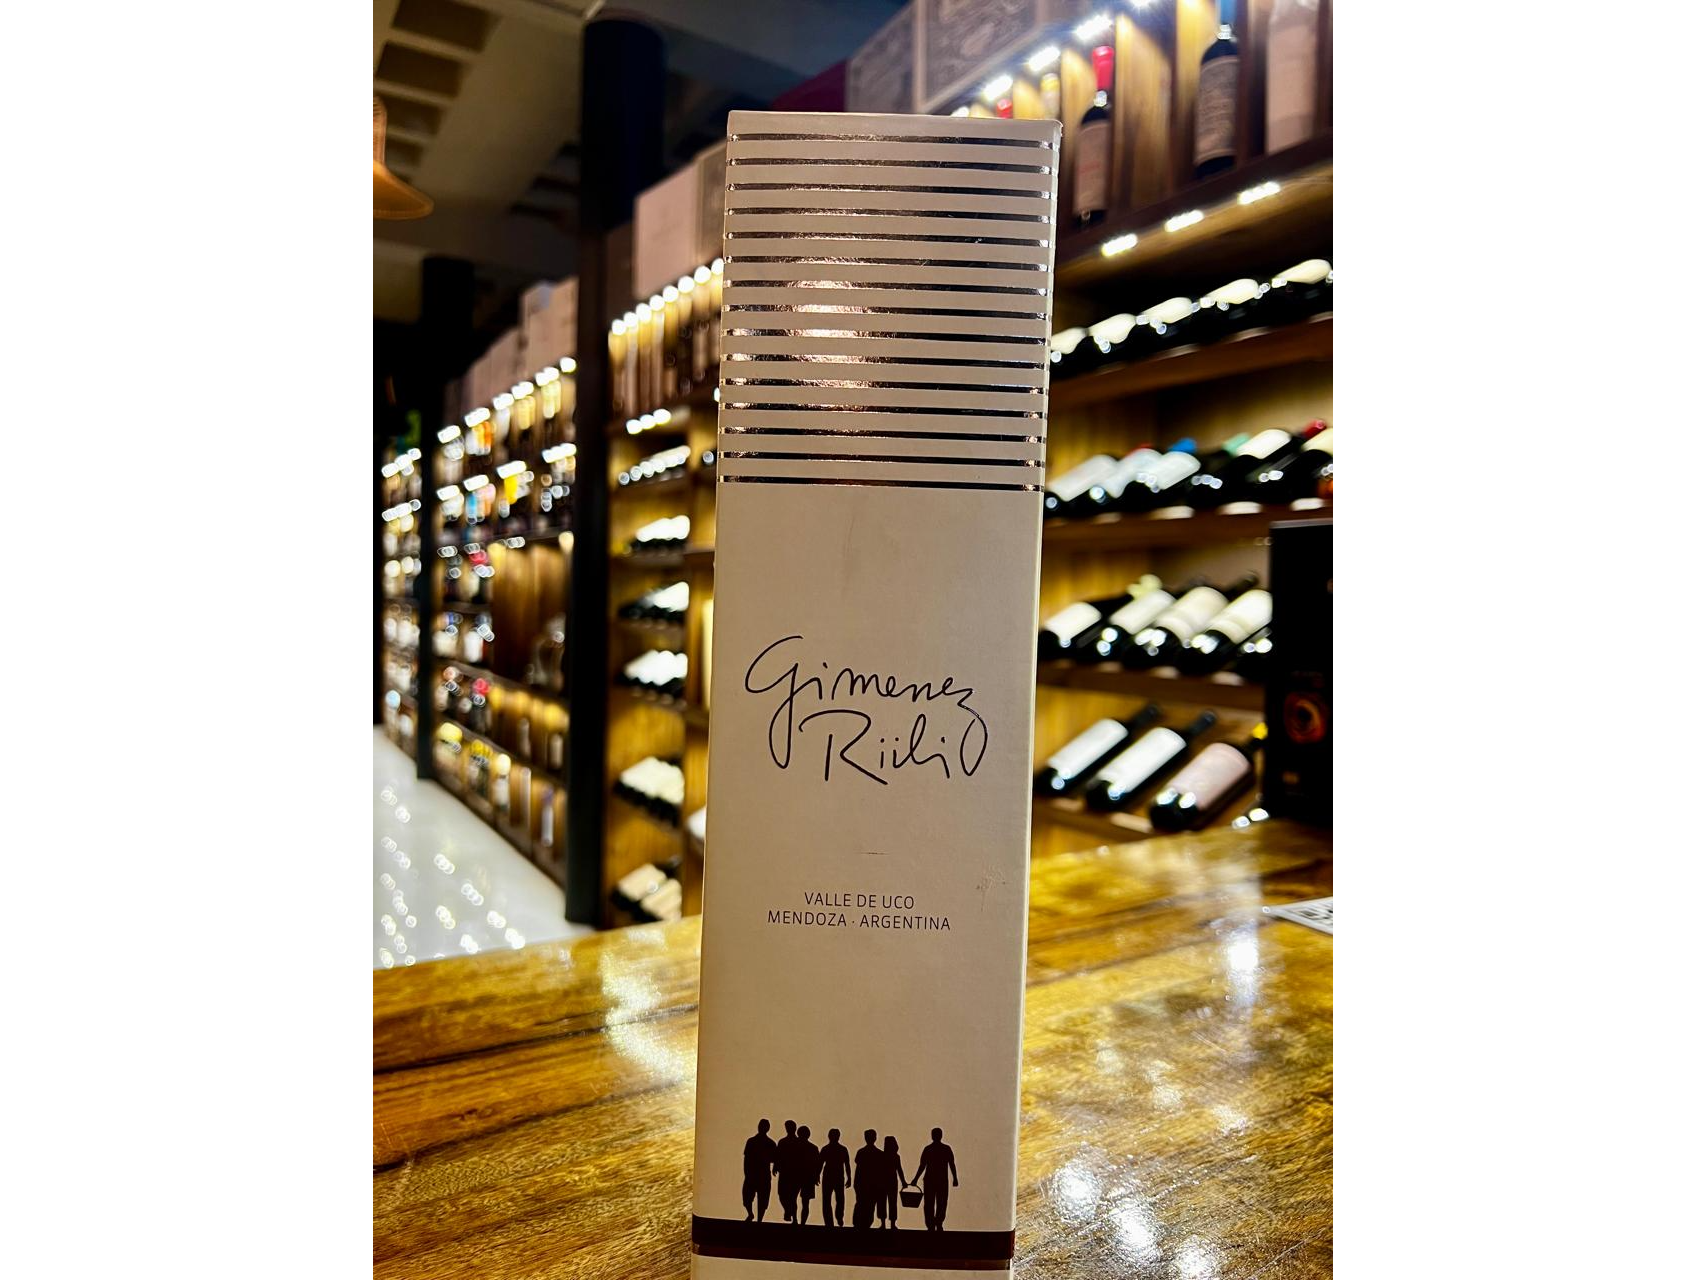 Gimenez
Riili
VALLE DE UCO
MENDOZA · ARGENTINA